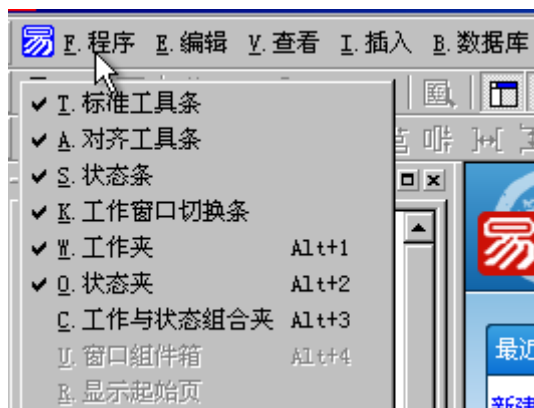 易 F.程序 E.编辑 V.查看 I.插入 B.数据库
✓ T.标准工具条
✓ A.对齐工具条
✓ S.状态条
✓ K.工作窗口切换条
✓ W.工作夹 Alt+1
✓ O.状态夹 Alt+2
C.工作与状态组合夹 Alt+3
U.窗口组件箱 Alt+4
R.显示起始页
易
最近
新建